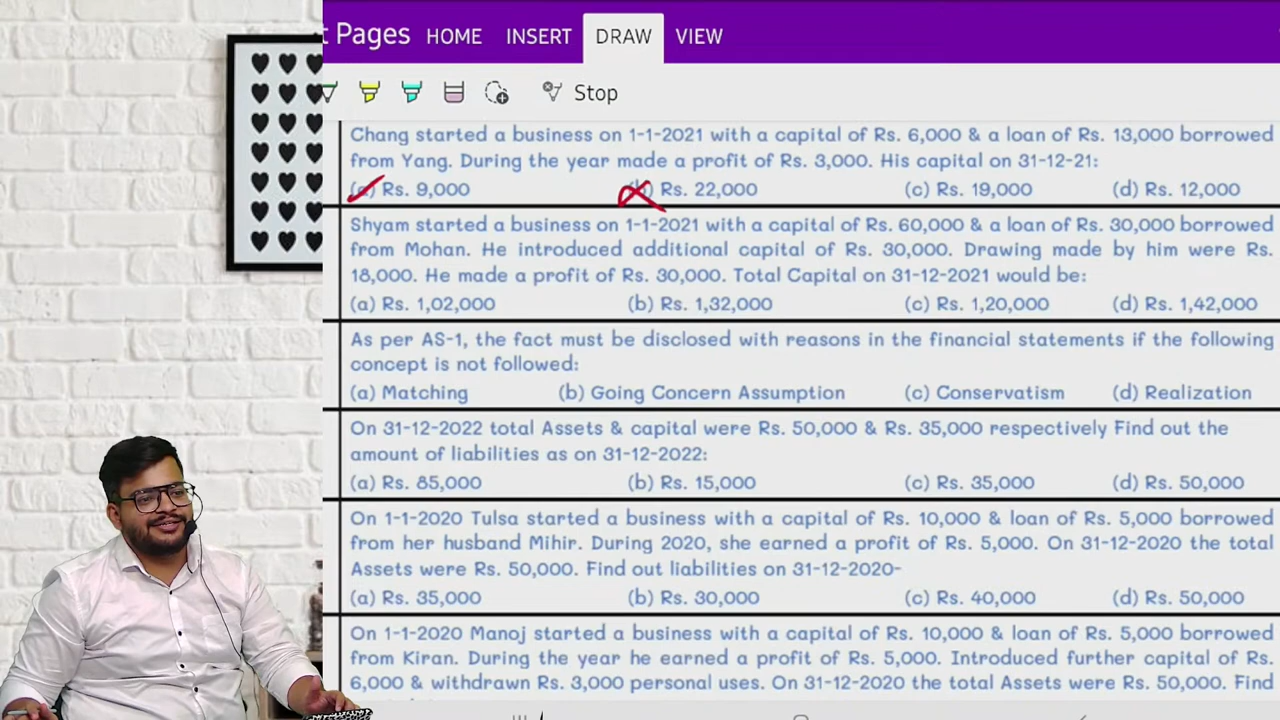 t Pages HOME INSERT DRAW VIEW
Stop
Chang started a business on 1-1-2021 with a capital of Rs. 6,000 & a loan of Rs. 13,000 borrowed
from Yang. During the year made a profit of Rs. 3,000. His capital on 31-12-21:
(a) Rs. 9,000 (b) Rs. 22,000 (c) Rs. 19,000 (d) Rs. 12,000
Shyam started a business on 1-1-2021 with a capital of Rs. 60,000 & a loan of Rs. 30,000 borrowed
from Mohan. He introduced additional capital of Rs. 30,000. Drawing made by him were Rs.
18,000. He made a profit of Rs. 30,000. Total Capital on 31-12-2021 would be:
(a) Rs. 1,02,000 (b) Rs. 1,32,000 (c) Rs. 1,20,000 (d) Rs. 1,42,000
As per AS-1, the fact must be disclosed with reasons in the financial statements if the following
concept is not followed:
(a) Matching (b) Going Concern Assumption (c) Conservatism (d) Realization
On 31-12-2022 total Assets & capital were Rs. 50,000 & Rs. 35,000 respectively Find out the
amount of liabilities as on 31-12-2022:
(a) Rs. 85,000 (b) Rs. 15,000 (c) Rs. 35,000 (d) Rs. 50,000
On 1-1-2020 Tulsa started a business with a capital of Rs. 10,000 & loan of Rs. 5,000 borrowed
from her husband Mihir. During 2020, she earned a profit of Rs. 5,000. On 31-12-2020 the total
Assets were Rs. 50,000. Find out liabilities on 31-12-2020-
(a) Rs. 35,000 (b) Rs. 30,000 (c) Rs. 40,000 (d) Rs. 50,000
On 1-1-2020 Manoj started a business with a capital of Rs. 10,000 & loan of Rs. 5,000 borrowed
from Kiran. During the year he earned a profit of Rs. 5,000. Introduced further capital of Rs.
6,000 & withdrawn Rs. 3,000 personal uses. On 31-12-2020 the total Assets were Rs. 50,000. Find